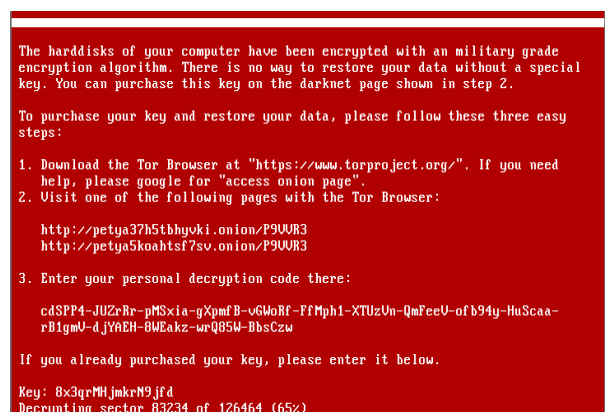 The harddisks of your computer have been encrypted with an military grade
encryption algorithm. There is no way to restore your data without a special
key. You can purchase this key on the darknet page shown in step 2.
To purchase your key and restore your data, please follow these three easy
steps:
1. Download the Tor Browser at "https://www.torproject.org/". If you need
help, please google for "access onion page".
2. Visit one of the following pages with the Tor Browser:
http://petya37h5tbhyvki.onion/P9VVR3
http://petya5koahtsf7sv.onion/P9VVR3
3. Enter your personal decryption code there:
cdSPP4-JUZrRr-pMSxia-gXpmfB-vGWoRf-FfMph1-XTUzVn-QmFeeV-ofb94y-HuScaa-
rB1gmV-djYAEH-8WEakz-wrQ85W-BbsCzw
If you already purchased your key, please enter it below.
Key: 8x3qrMHjmkrN9jfd
Decrypting sector 83234 of 126464 (65%)